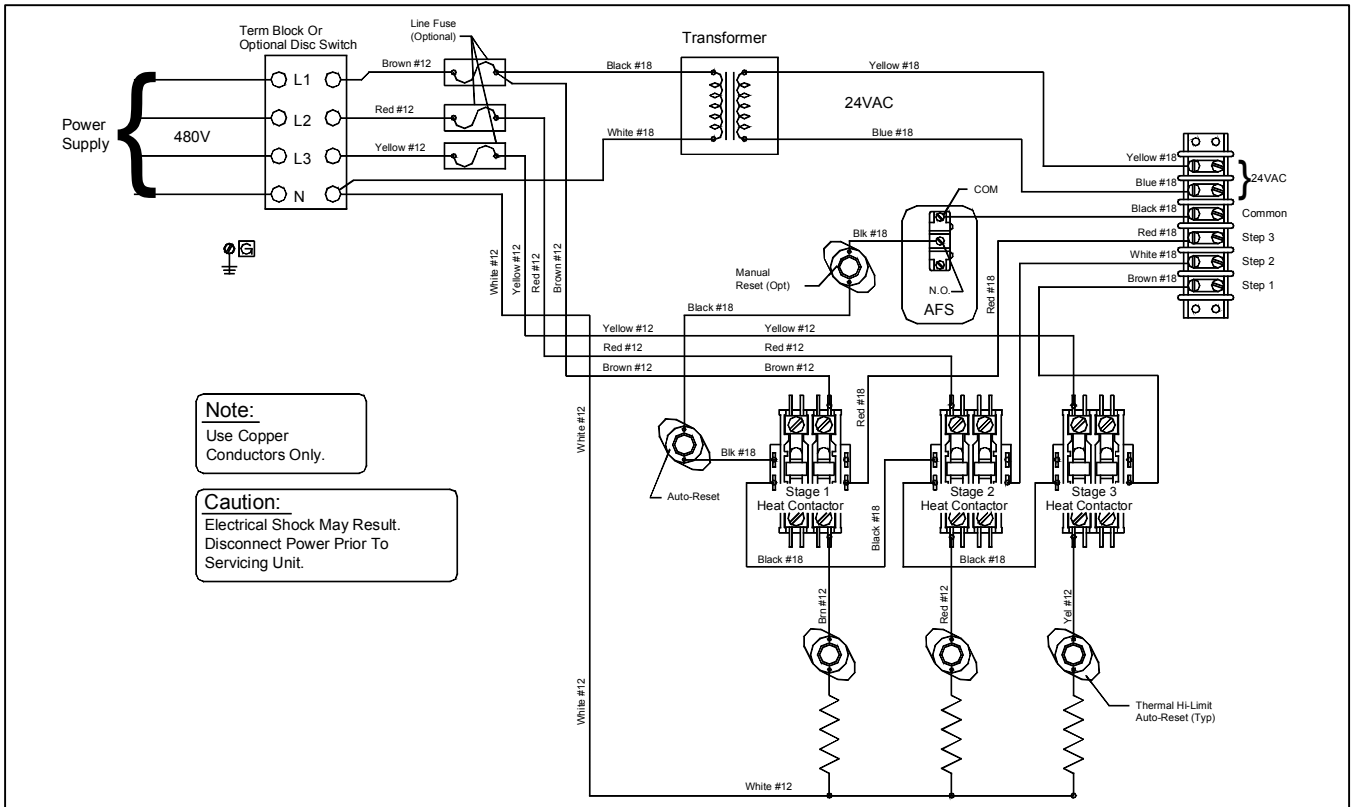 Term Block Or
Optional Disc Switch
Line Fuse
(Optional)
Transformer
Brown #12
Black #18
Yellow #18
L1
24VAC
Power
Supply
480V
L2
Red #12
White #18
Blue #18
L3
Yellow #12
N
Yellow #18
24VAC
Blue #18
COM
Black #18
Common
G
Blk #18
Red #18
Step 3
White #18
Step 2
Manual
Reset (Opt)
Brown #18
Step 1
N.O.
AFS
Red #18
White #12
Yellow #12
Red #12
Brown #12
Black #18
Yellow #12
Yellow #12
Red #12
Red #12
Brown #12
Brown #12
Note:
Use Copper
Conductors Only.
White #12
Red #18
Blk #18
Auto-Reset
Stage 1
Heat Contactor
Stage 2
Heat Contactor
Stage 3
Heat Contactor
Caution:
Electrical Shock May Result.
Disconnect Power Prior To
Servicing Unit.
Black #18
Black #18
Black #18
Brn #12
Red #12
Yel #12
White #12
Thermal Hi-Limit
Auto-Reset (Typ)
White #12